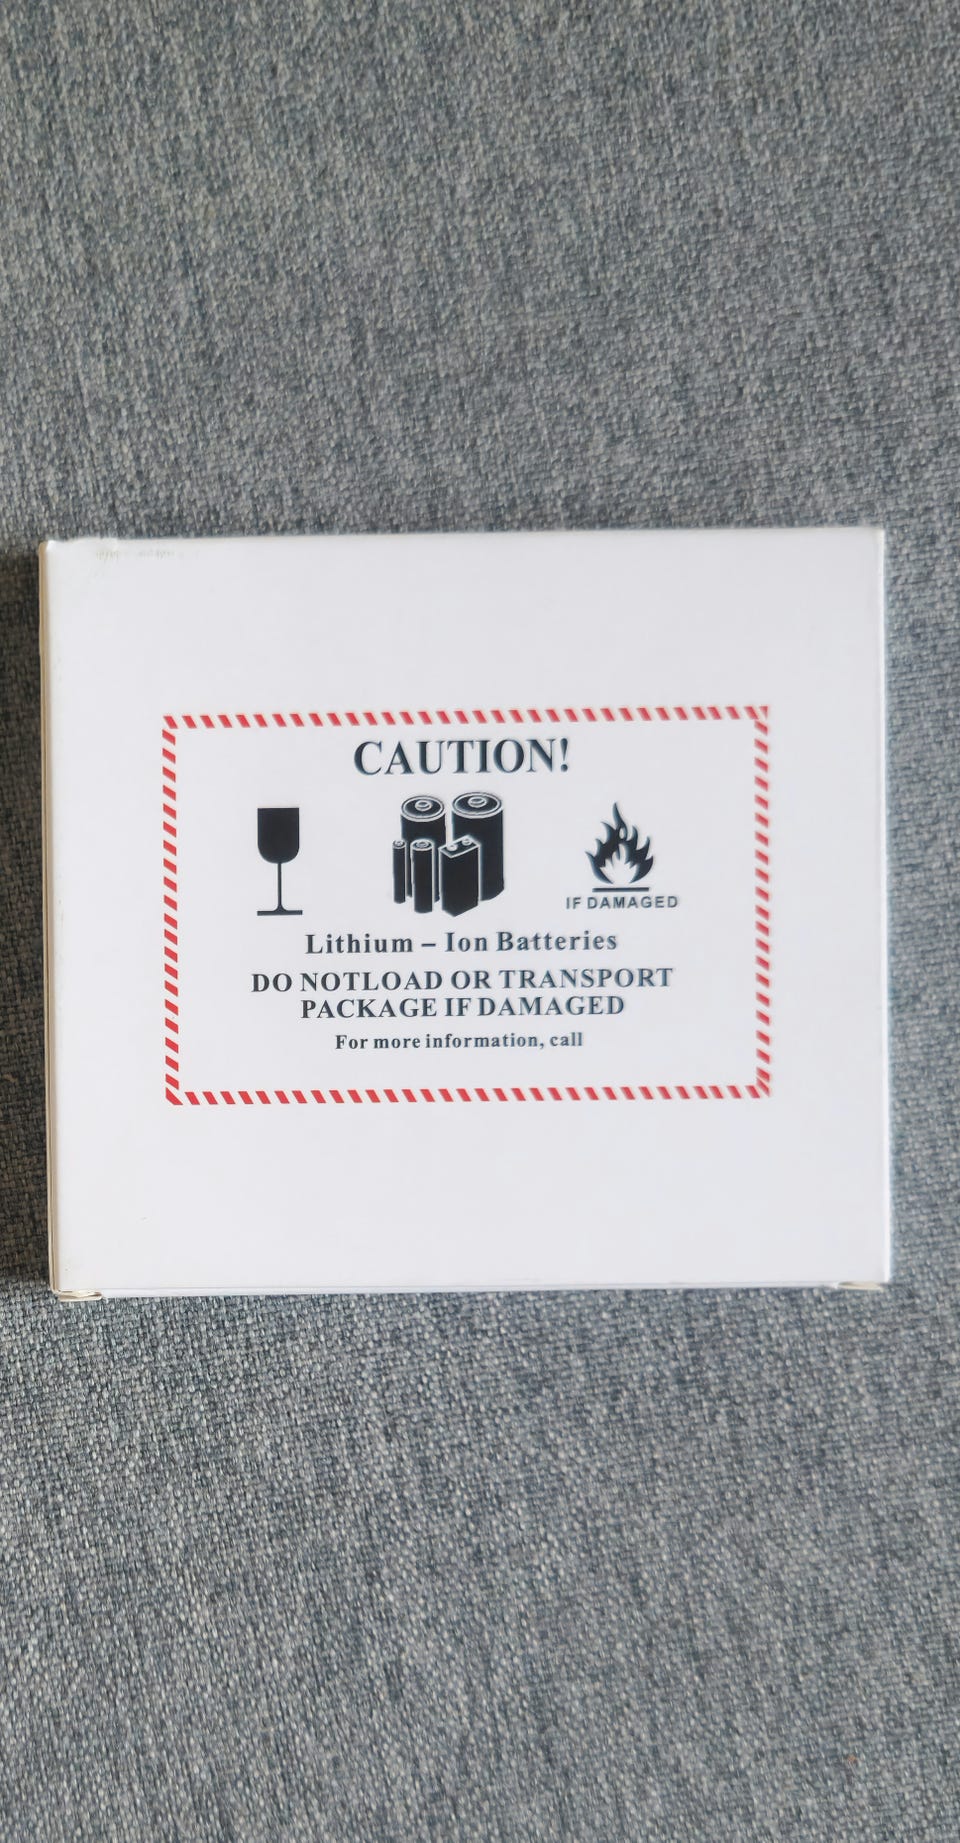 CAUTION!
IF DAMAGED
Lithium – Ion Batteries
DO NOTLOAD OR TRANSPORT
PACKAGE IF DAMAGED
For more information, call